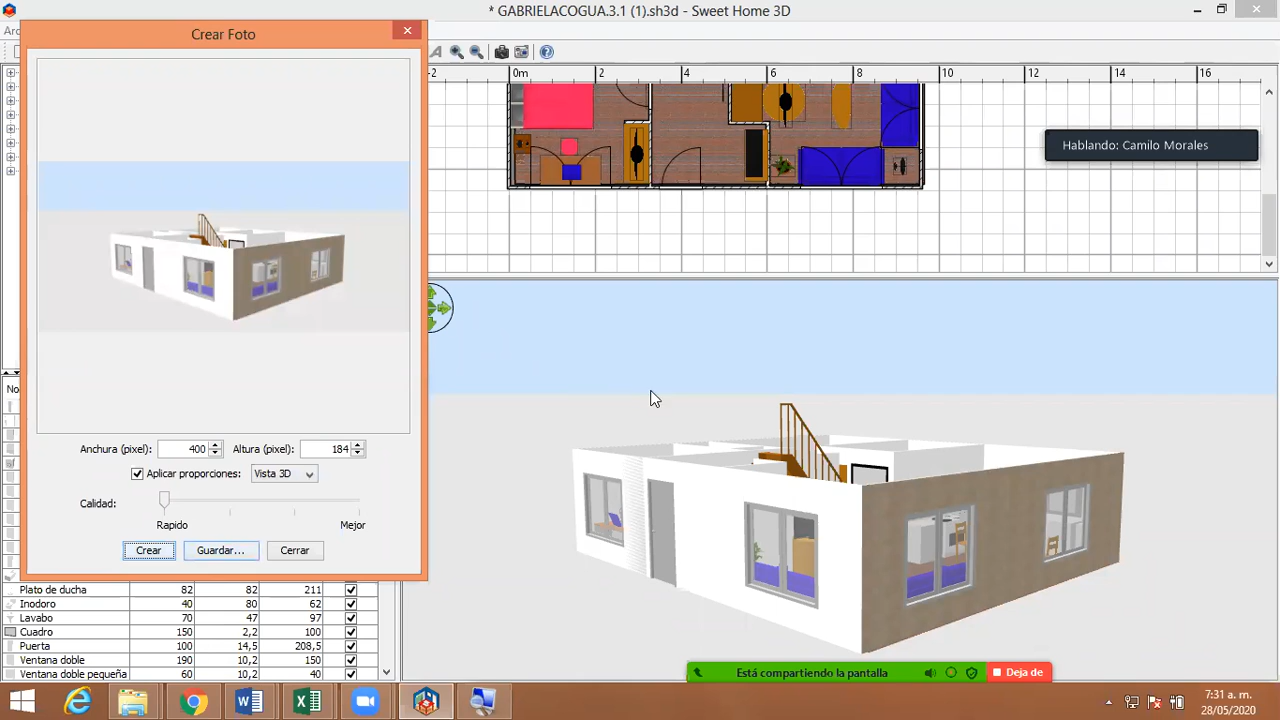 * GABRIELACOGUA.3.1 (1).sh3d - Sweet Home 3D
Crear Foto
-2 0m 2 4 6 8 10 12 14 16
Hablando: Camilo Morales
Anchura (pixel): 400 Altura (pixel): 184
Aplicar proporciones: Vista 3D
Calidad:
Rapido Mejor
Crear Guardar... Cerrar
Plato de ducha 82 82 211
Inodoro 40 80 62
Lavabo 70 47 97
Cuadro 150 2,2 100
Puerta 100 14,5 208,5
Ventana doble 190 10,2 150
Ventana doble pequeña 60 10,2 40
Está compartiendo la pantalla Deja de
7:31 a. m.
28/05/2020